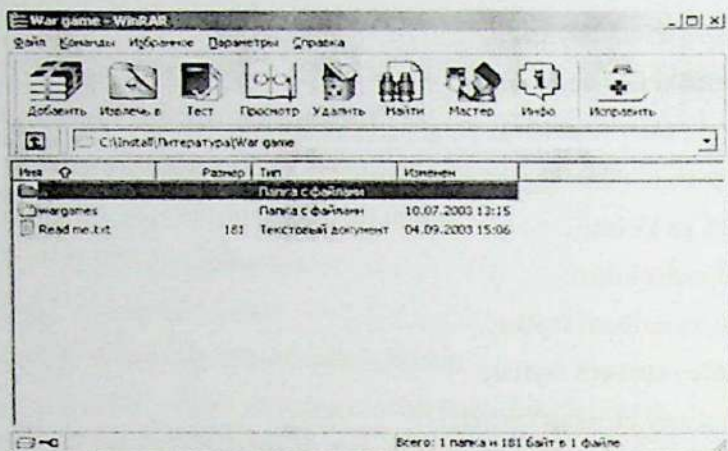 War game - WinRAR
Файл Команды Избранное Параметры Справка
Добавить Извлечь в Тест Просмотр Удалить Найти Мастер Инфо Исправить
C:\Install\Литература\War game
Имя Размер Тип Изменен
.. Папка с файлами
wargames Папка с файлами 10.07.2003 13:15
Read me.txt 181 Текстовый документ 04.09.2003 15:06
Всего: 1 папка и 181 байт в 1 файле